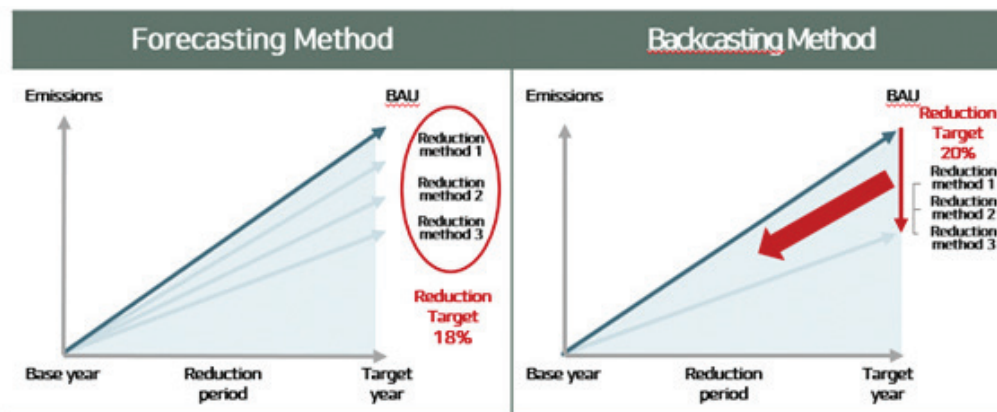 Forecasting Method
Emissions
BAU
Reduction
method 1
Reduction
method 2
Reduction
method 3
Reduction
Target
18%
Base year
Reduction
period
Target
year
Backcasting Method
Emissions
BAU
Reduction
Target
20%
Reduction
method 1
Reduction
method 2
Reduction
method 3
Base year
Reduction
period
Target
year